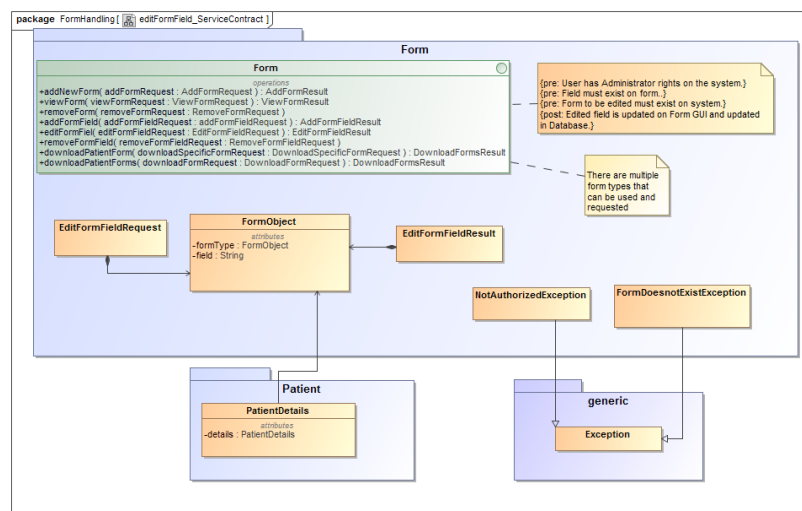 package FormHandling [ editFormField_ServiceContract ]
Form
Form
operations
+addNewForm( addFormRequest : AddFormRequest ) : AddFormResult
+viewForm( viewFormRequest : ViewFormRequest ) : ViewFormResult
+removeForm( removeFormRequest : RemoveFormRequest )
+addFormField( addFormFieldRequest : addFormFieldRequest ) : AddFormFieldResult
+editFormFiel( editFormFieldRequest : EditFormFieldRequest ) : EditFormFieldResult
+removeFormField( removeFormFieldRequest : RemoveFormFieldRequest )
+downloadPatientForm( downloadSpecificFormRequest : DownloadSpecificFormRequest ) : DownloadFormsResult
+downloadPatientForms( downloadFormRequest : DownloadFormRequest ) : DownloadFormsResult
{pre: User has Administrator rights on the system.}
{pre: Field must exist on form..}
{pre: Form to be edited must exist on system.}
{post: Edited field is updated on Form GUI and updated
in Database.}
There are multiple
form types that
can be used and
requested
EditFormFieldRequest
FormObject
attributes
-formType : FormObject
-field : String
EditFormFieldResult
NotAuthorizedException
FormDoesnotExistException
Patient
PatientDetails
attributes
-details : PatientDetails
generic
Exception